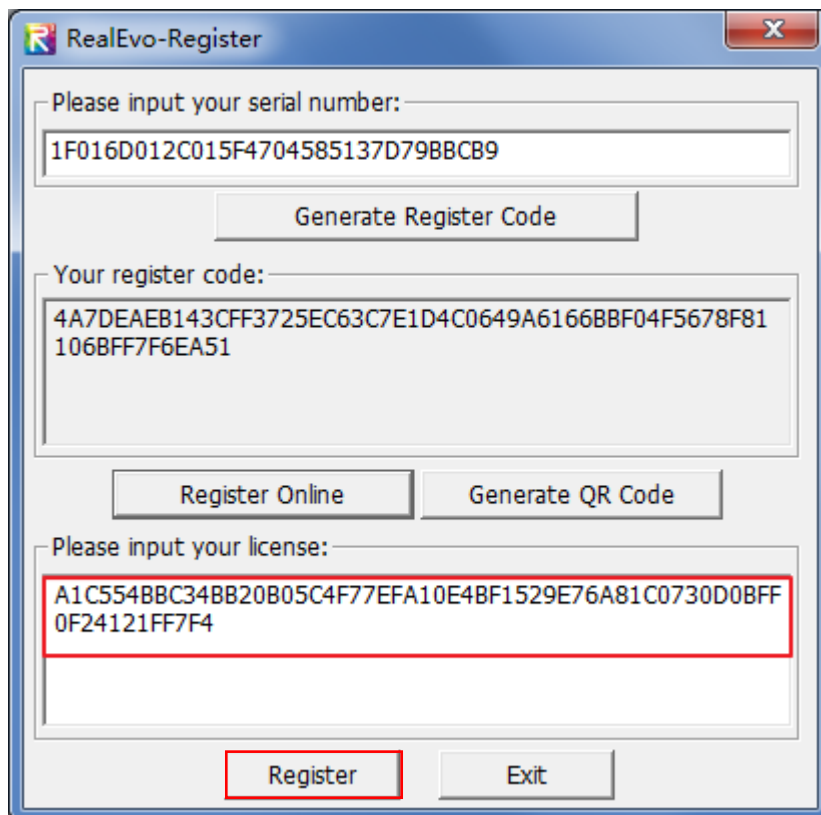 RealEvo-Register
Please input your serial number:
1F016D012C015F4704585137D79BBCB9
Generate Register Code
Your register code:
4A7DEAEB143CFF3725EC63C7E1D4C0649A6166BBF04F5678F81
106BFF7F6EA51
Register Online Generate QR Code
Please input your license:
A1C554BBC34BB20B05C4F77EFA10E4BF1529E76A81C0730D0BFF
0F24121FF7F4
Register Exit